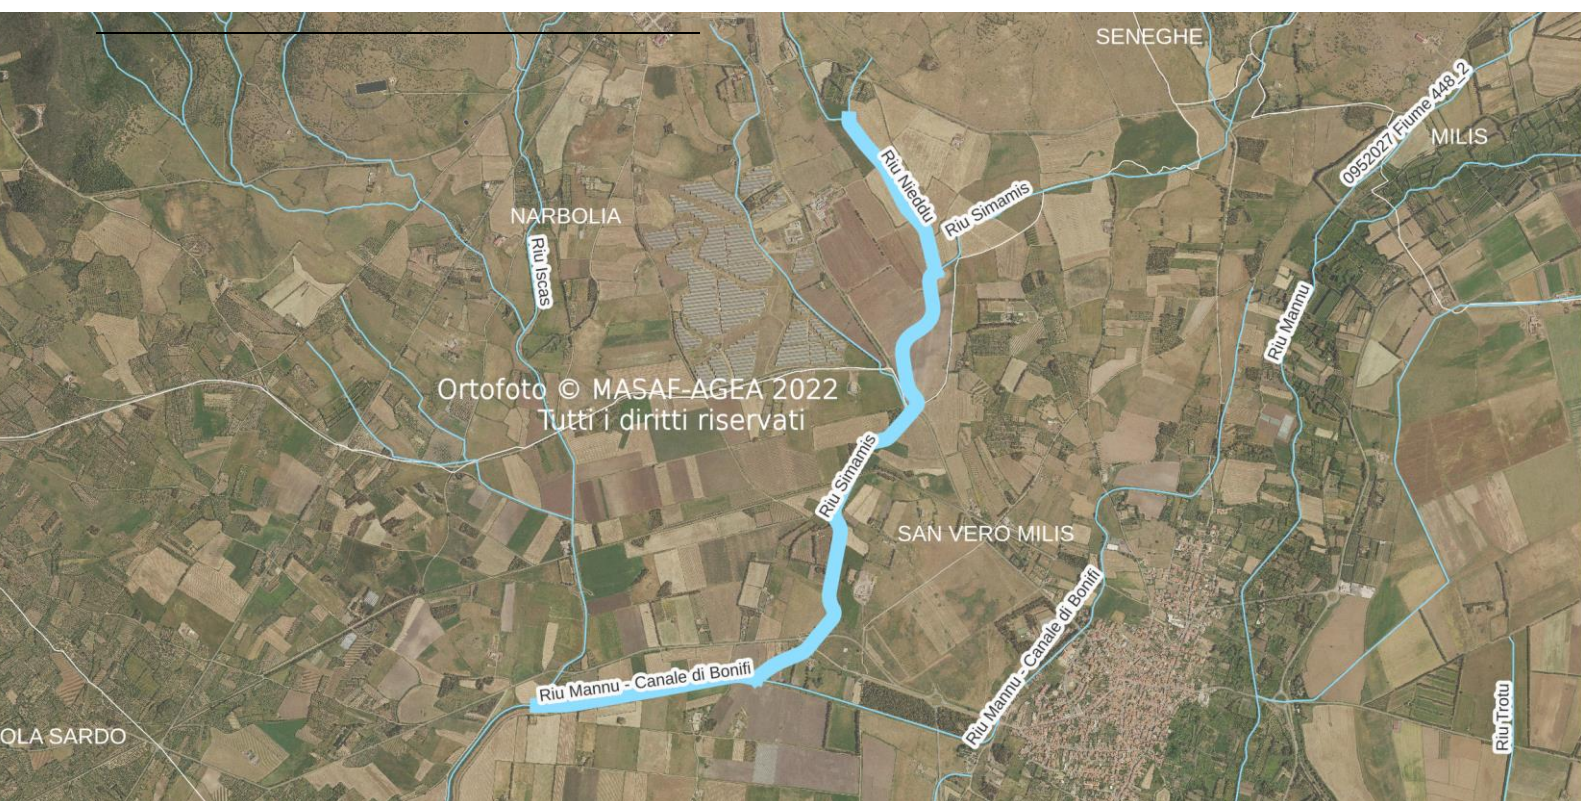 SENEGHE
0952027 Fiume 448_2
MILIS
Riu Nieddu
Riu Simamis
NARBOLIA
Riu Iscas
Riu Mannu
Ortofoto © MASAF-AGEA 2022
Tutti i diritti riservati
Riu Simamis
SAN VERO MILIS
Riu Mannu - Canale di Bonifi
Riu Mannu - Canale di Bonifi
OLA SARDO
Riu Trotu